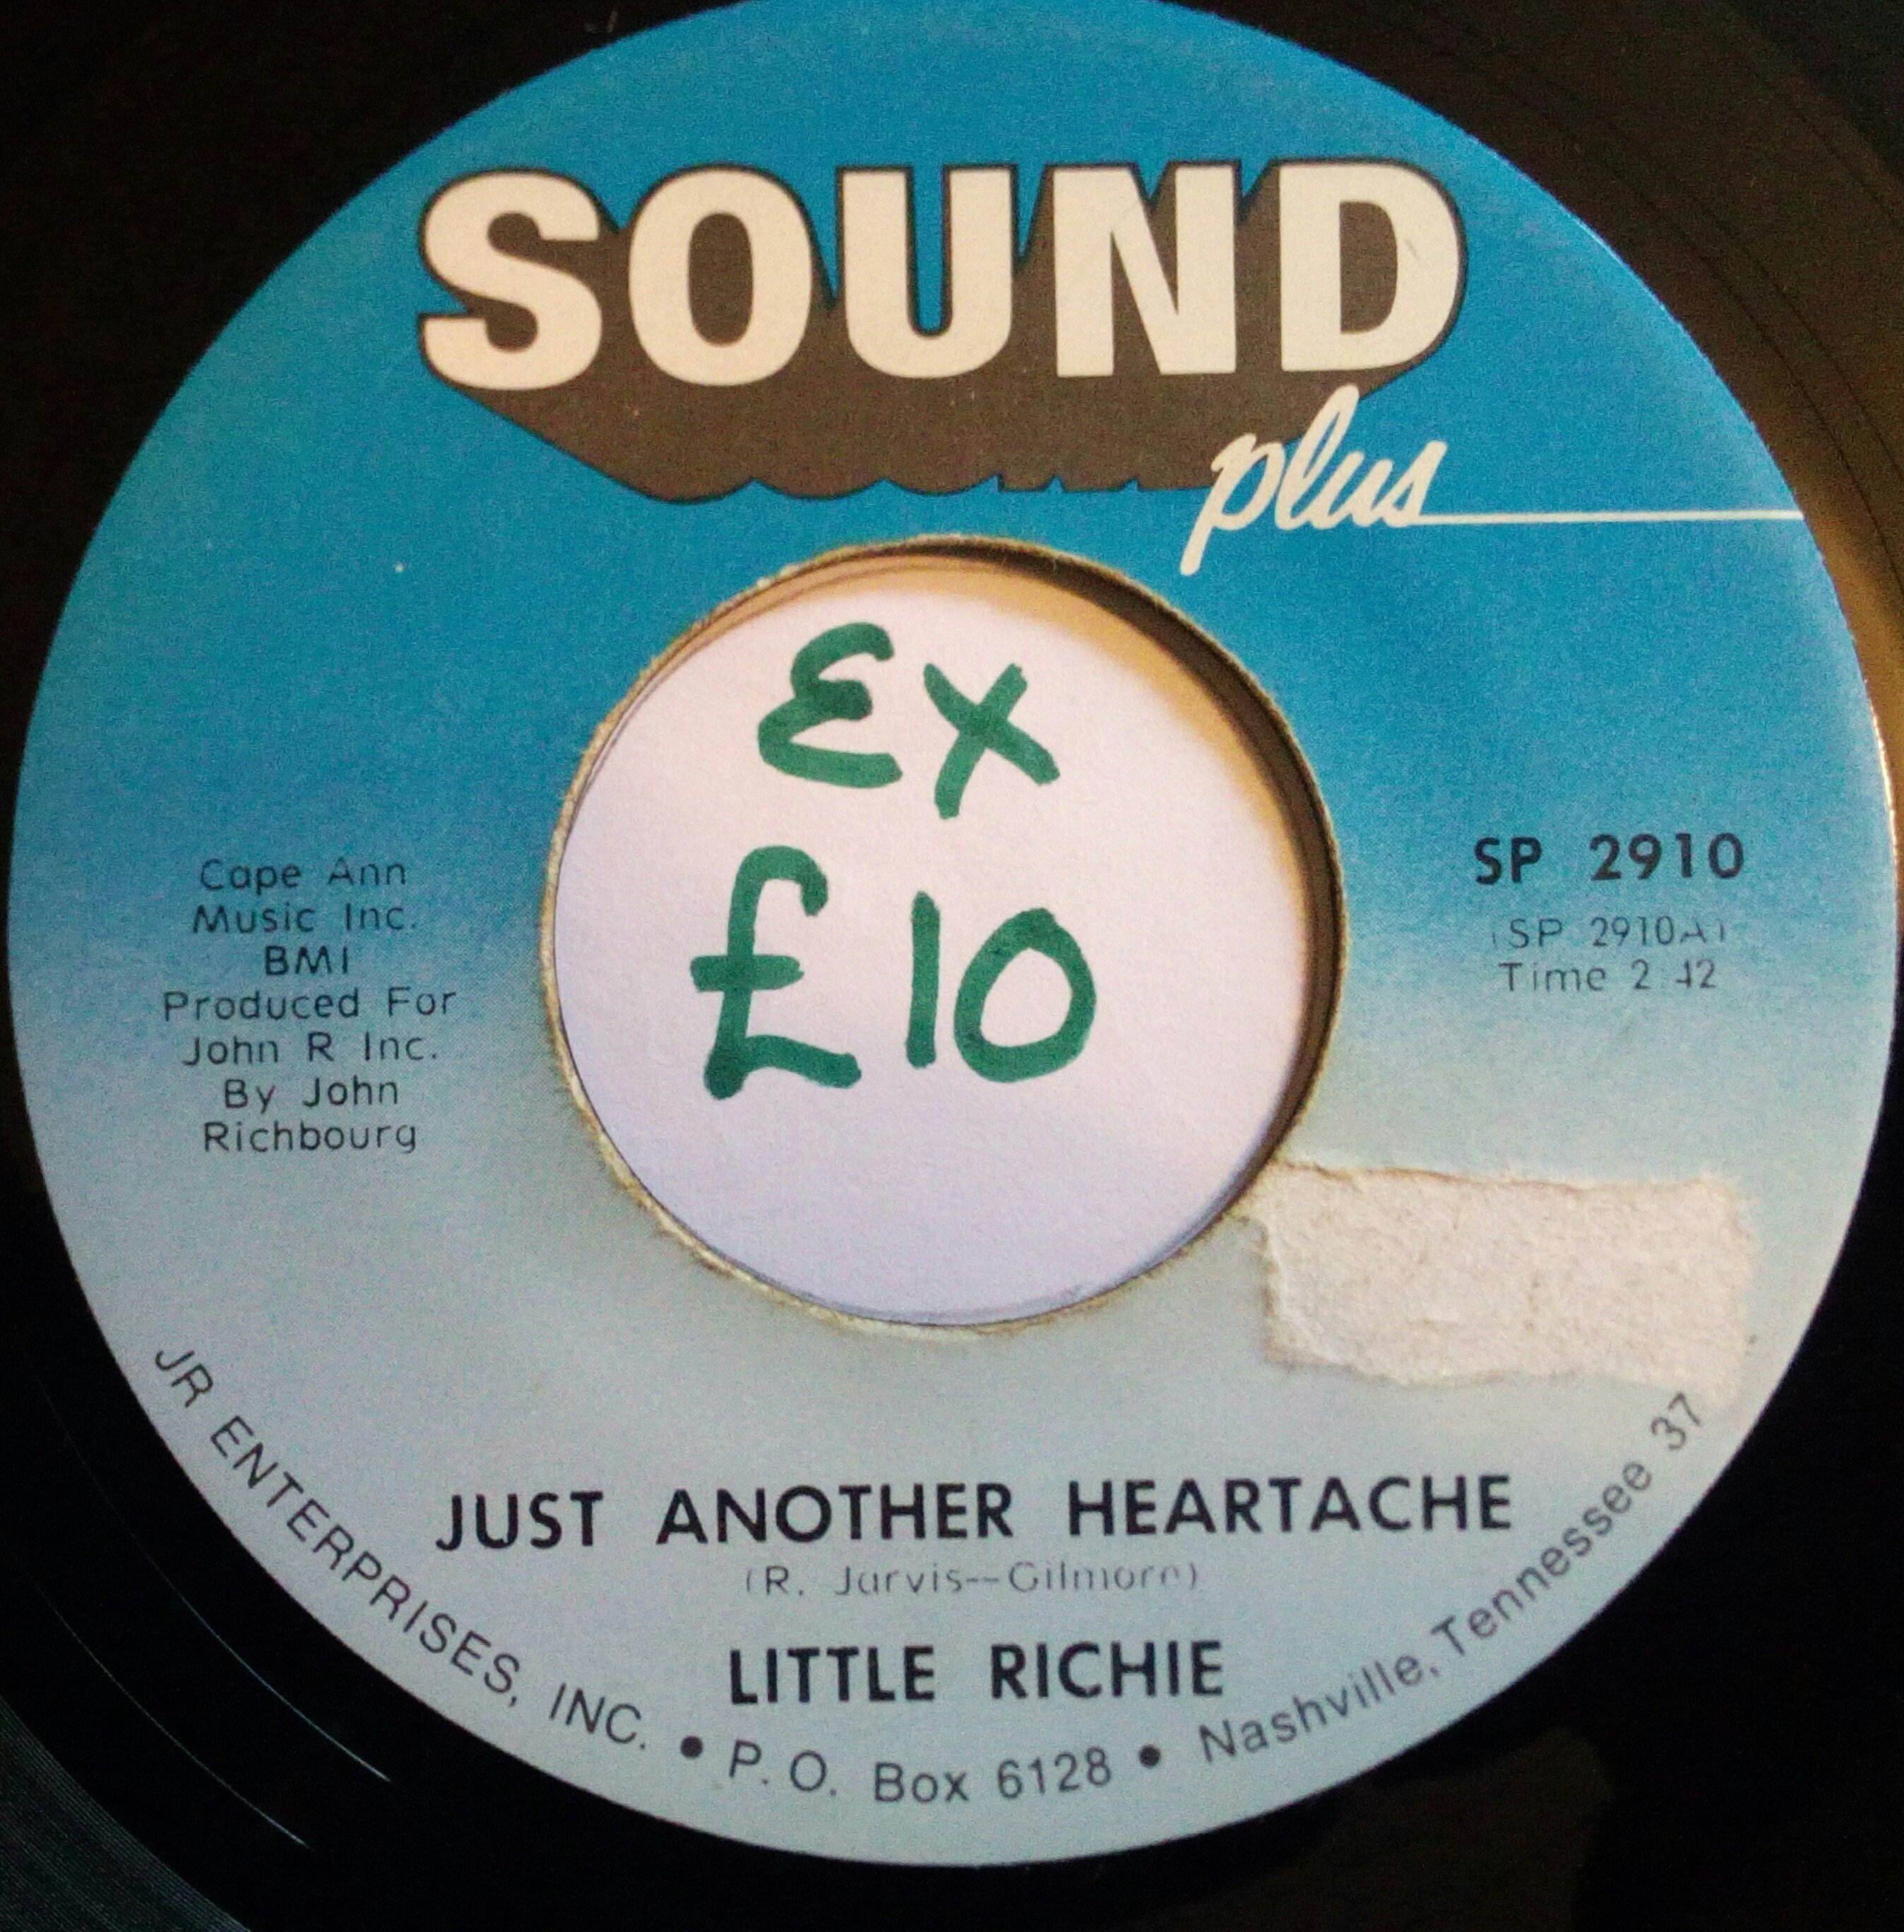 SOUND
plus
EX
£10
Cape Ann
Music Inc.
BMI
Produced For
John R Inc.
By John
Richbourg
SP 2910
(SP 2910A)
Time 2:42
JUST ANOTHER HEARTACHE
(R. Jarvis--Gilmore)
LITTLE RICHIE
JR ENTERPRISES, INC. • P. O. Box 6128 • Nashville, Tennessee 37